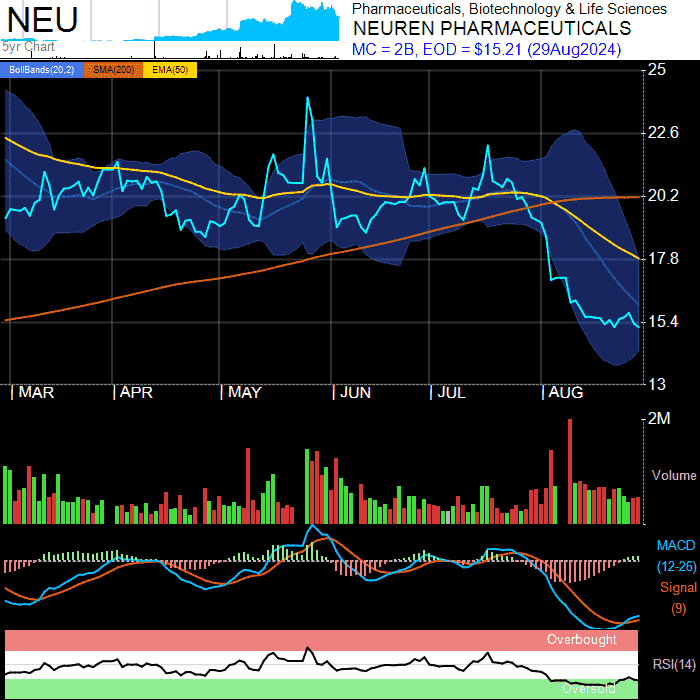 NEU
5yr Chart
Pharmaceuticals, Biotechnology & Life Sciences
NEUREN PHARMACEUTICALS
MC = 2B, EOD = $15.21 (29Aug2024)
BollBands(20,2) SMA(200) EMA(50)
25
22.6
20.2
17.8
15.4
13
MAR APR MAY JUN JUL AUG
2M
Volume
MACD
(12-26)
Signal
(9)
Overbought
RSI(14)
Oversold